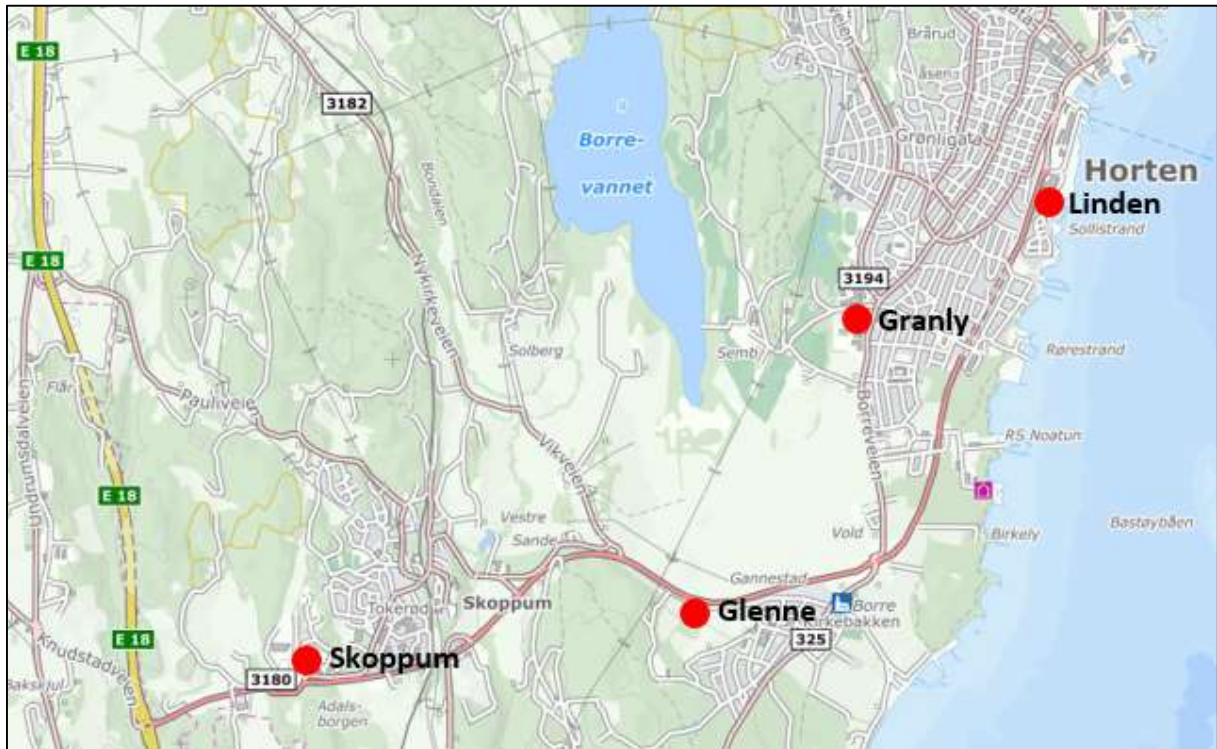 E 18
3182
Bondalen
Borre-
vannet
Brårud
Åsen
Grønligata
Horten
Linden
Sollistrand
E 18
Nykirkeveien
3194
Granly
Rørestrand
Semb
Solberg
Flår
Pauliveien
Undrumsdalveien
Borreveien
RS Noatun
Vikveien
E 18
Vestre
Sande
Vold
Birkely
Bastøybåen
Gannestad
Skoppum
Tokerød
Glenne
Borre
Kirkebakken
325
E 18
Knudstadveien
Skoppum
3180
Bakskjul
Adals-
borgen